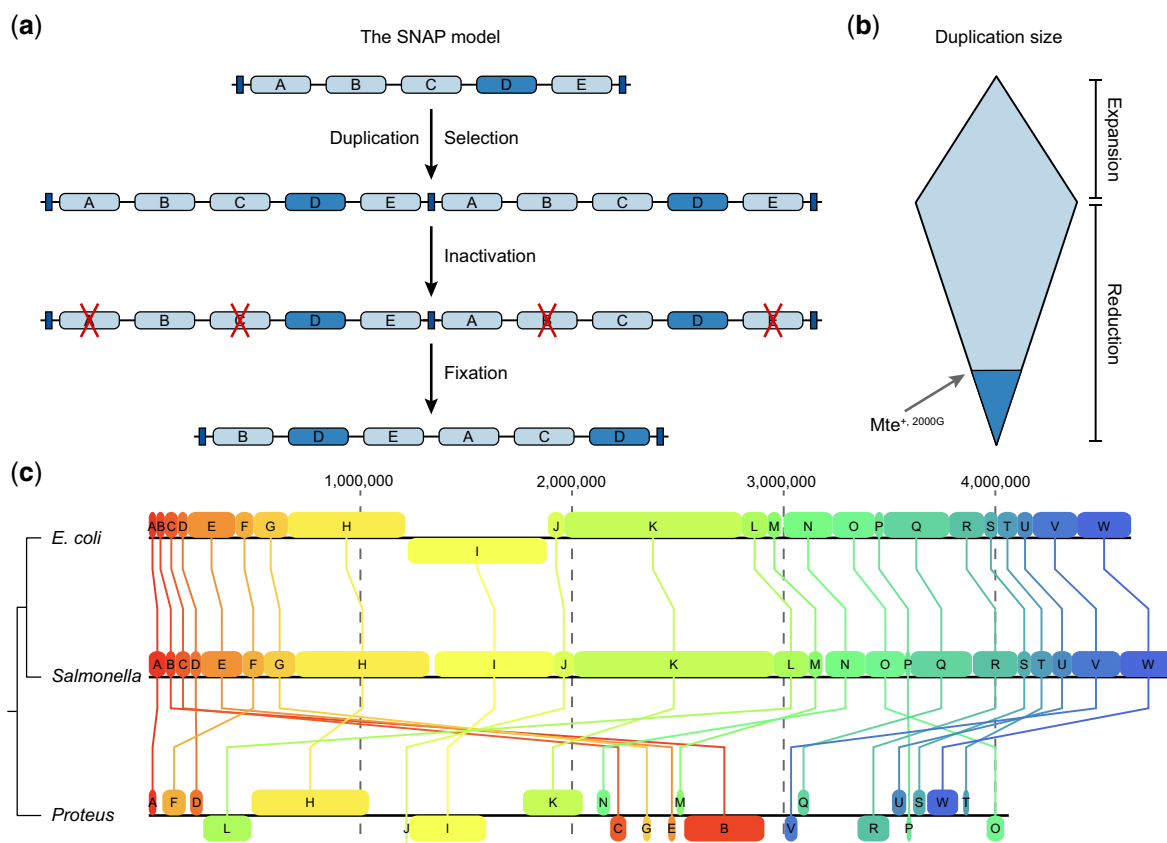 (a)
The SNAP model
A B C D E
Duplication Selection
A B C D E A B C D E
Inactivation
A B C D E A B C D E
Fixation
B D E A C D
(b)
Duplication size
Expansion
Reduction
Mte+, 2000G
(c)
1,000,000 2,000,000 3,000,000 4,000,000
A B C D E F G H J K L M N O P Q R S T U V W
E. coli
I
A B C D E F G H I J K L M N O P Q R S T U V W
Salmonella
A F D H K N M Q U S W T
Proteus
L J I C G E B V R P O